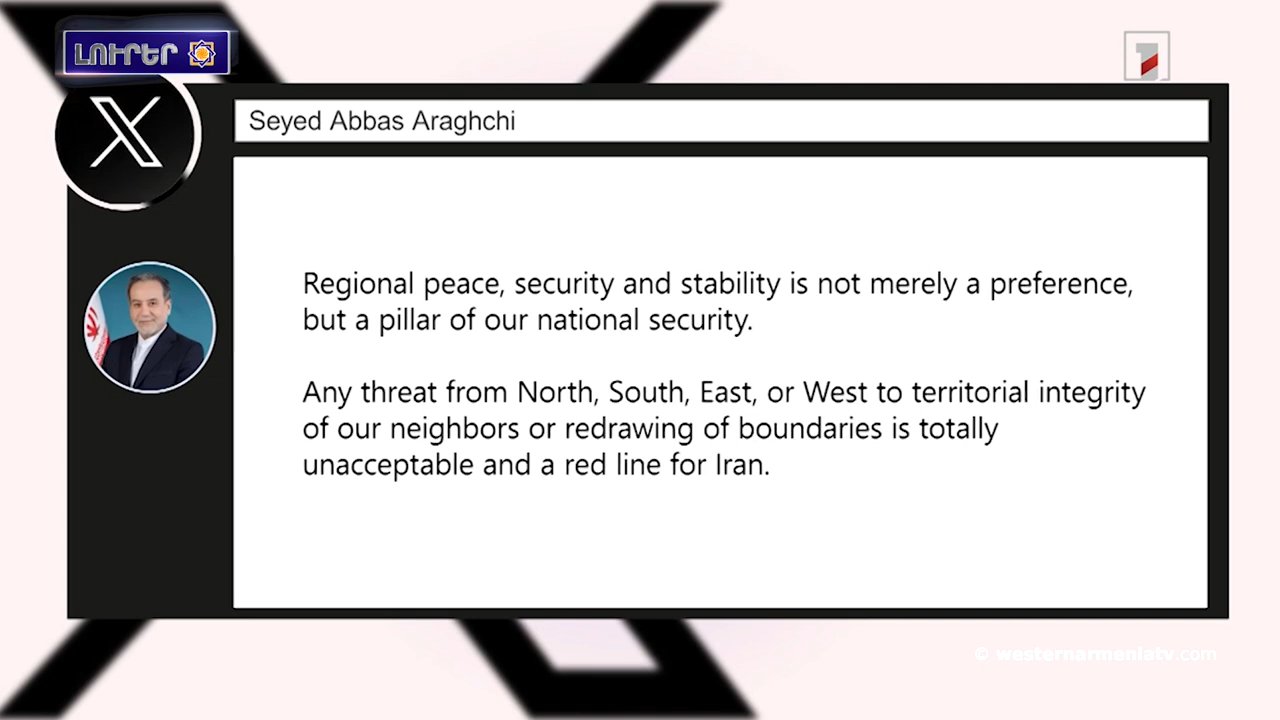 ԼՈՒՐԵՐ
1
X
Seyed Abbas Araghchi
Regional peace, security and stability is not merely a preference,
but a pillar of our national security.
Any threat from North, South, East, or West to territorial integrity
of our neighbors or redrawing of boundaries is totally
unacceptable and a red line for Iran.
© westernarmeniatv.com